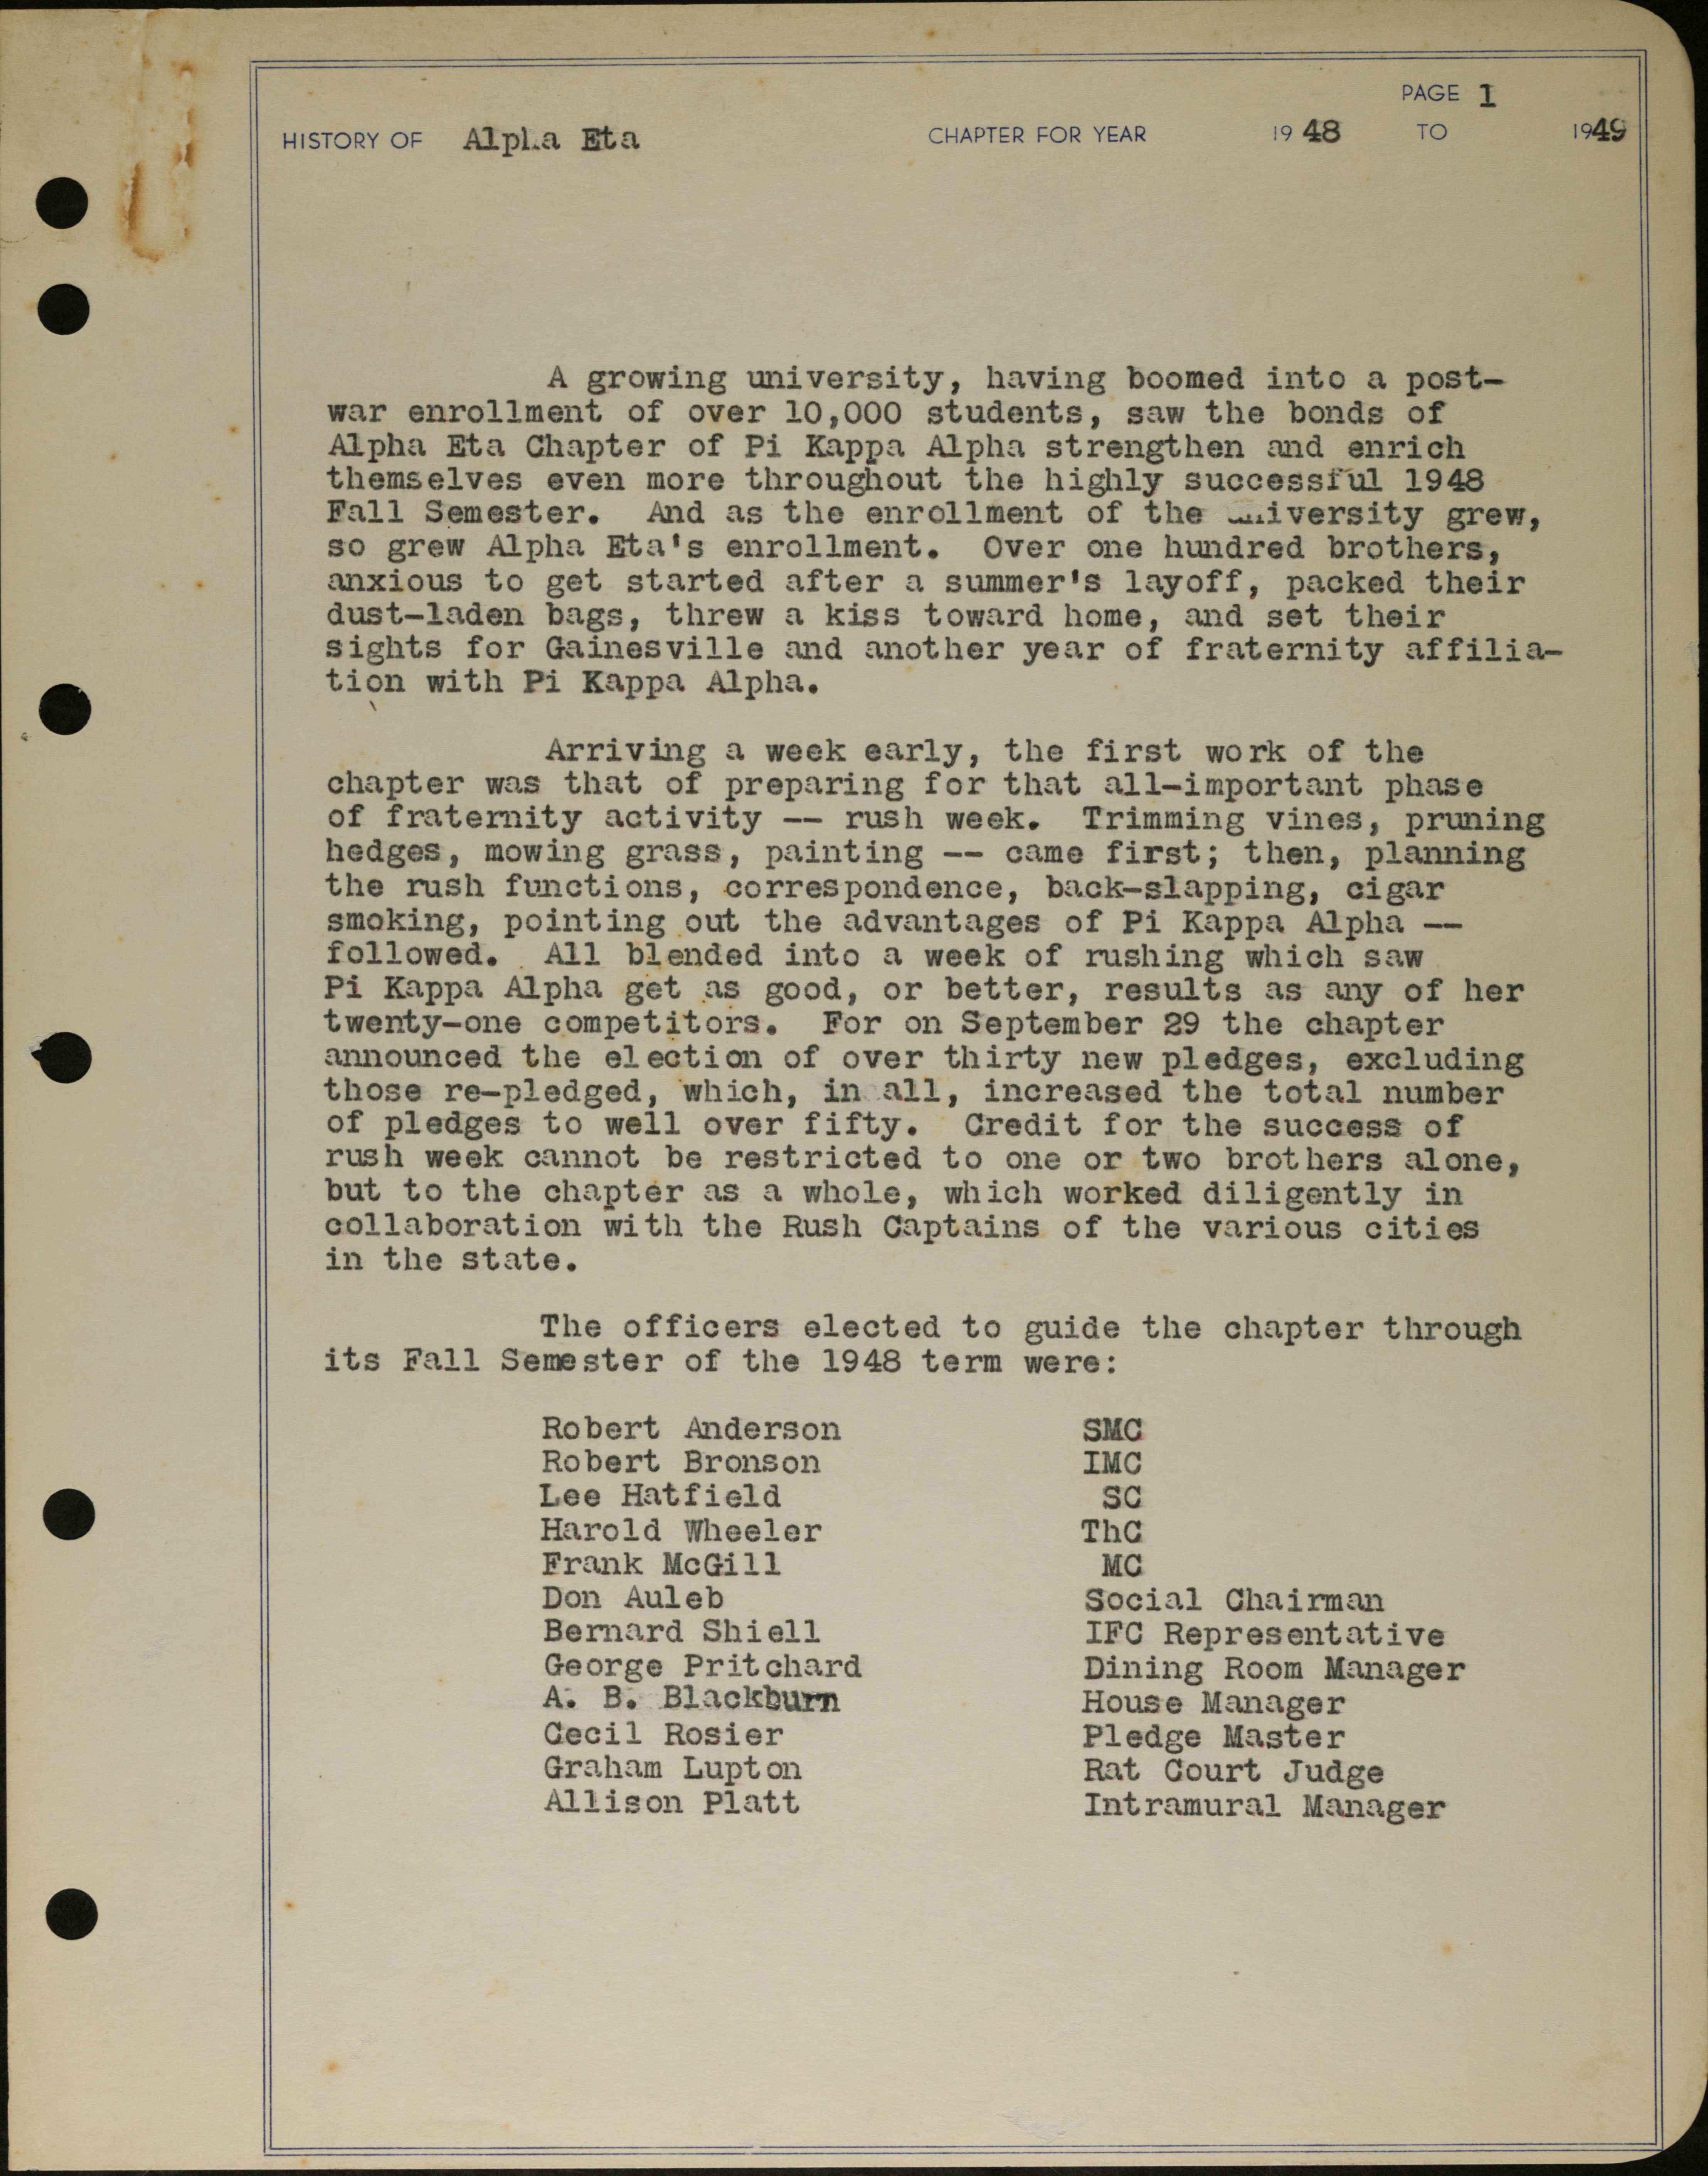 PAGE 1
HISTORY OF Alpha Eta CHAPTER FOR YEAR 1948 TO 1949
A growing university, having boomed into a post-
war enrollment of over 10,000 students, saw the bonds of
Alpha Eta Chapter of Pi Kappa Alpha strengthen and enrich
themselves even more throughout the highly successful 1948
Fall Semester. And as the enrollment of the university grew,
so grew Alpha Eta's enrollment. Over one hundred brothers,
anxious to get started after a summer's layoff, packed their
dust-laden bags, threw a kiss toward home, and set their
sights for Gainesville and another year of fraternity affilia-
tion with Pi Kappa Alpha.
Arriving a week early, the first work of the
chapter was that of preparing for that all-important phase
of fraternity activity -- rush week. Trimming vines, pruning
hedges, mowing grass, painting -- came first; then, planning
the rush functions, correspondence, back-slapping, cigar
smoking, pointing out the advantages of Pi Kappa Alpha --
followed. All blended into a week of rushing which saw
Pi Kappa Alpha get as good, or better, results as any of her
twenty-one competitors. For on September 29 the chapter
announced the election of over thirty new pledges, excluding
those re-pledged, which, in all, increased the total number
of pledges to well over fifty. Credit for the success of
rush week cannot be restricted to one or two brothers alone,
but to the chapter as a whole, which worked diligently in
collaboration with the Rush Captains of the various cities
in the state.
The officers elected to guide the chapter through
its Fall Semester of the 1948 term were:
Robert Anderson SMC
Robert Bronson IMC
Lee Hatfield SC
Harold Wheeler ThC
Frank McGill MC
Don Auleb Social Chairman
Bernard Shiell IFC Representative
George Pritchard Dining Room Manager
A. B. Blackburn House Manager
Cecil Rosier Pledge Master
Graham Lupton Rat Court Judge
Allison Platt Intramural Manager